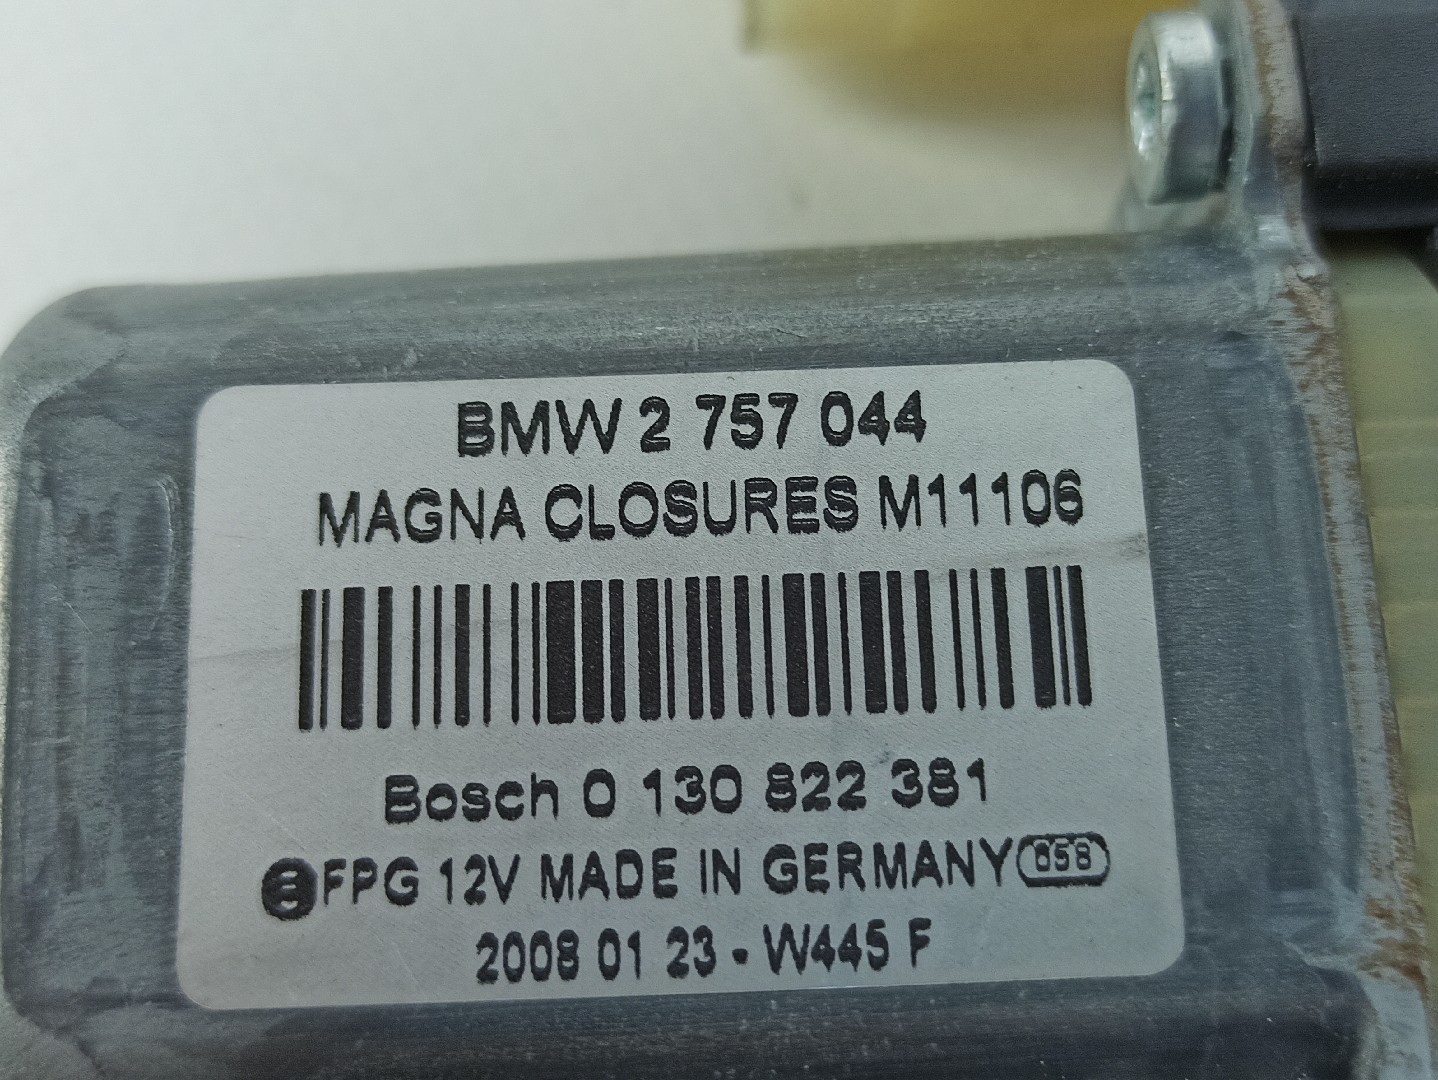 BMW 2 757 044
MAGNA CLOSURES M11106
Bosch 0 130 822 381
FPG 12V MADE IN GERMANY 858
2008 01 23 - W445 F